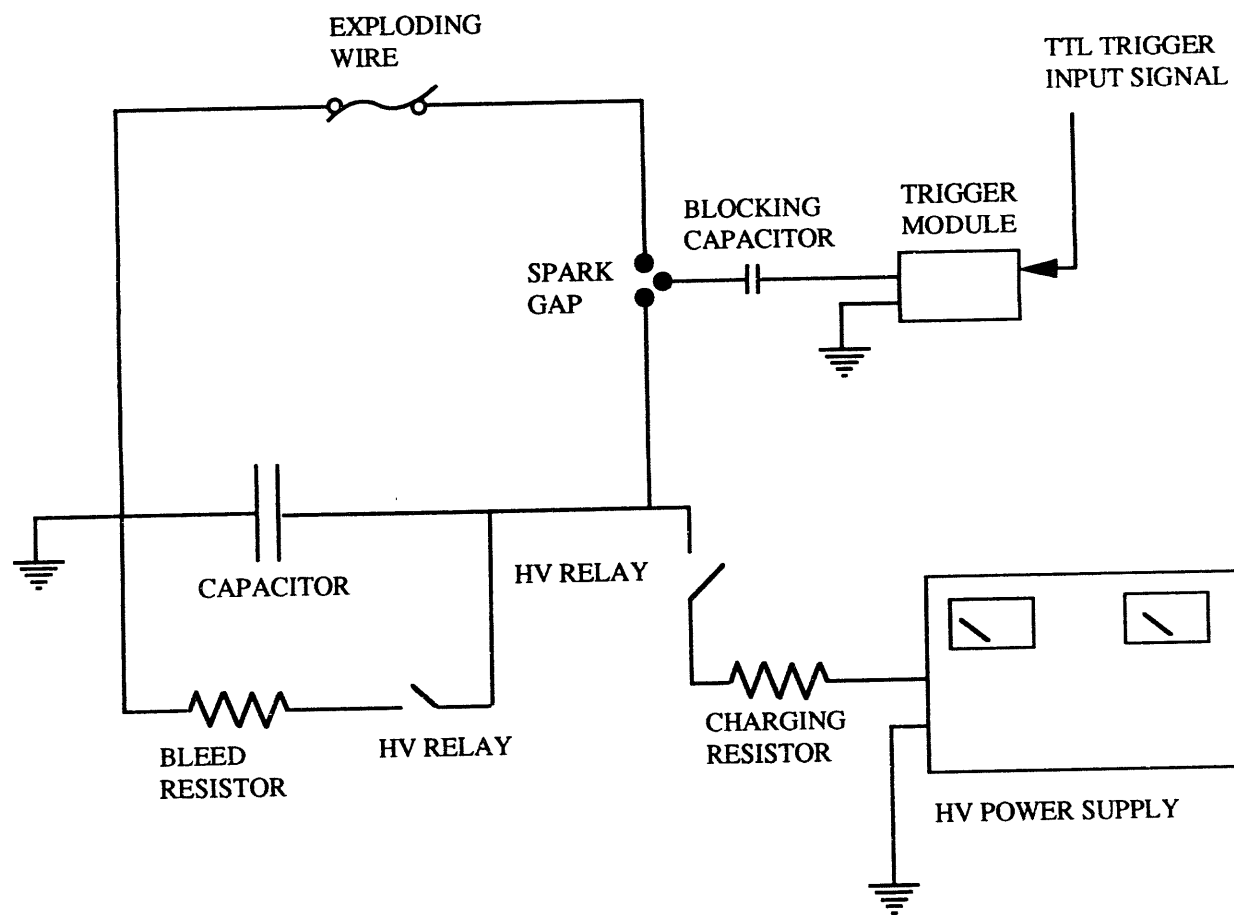 EXPLODING
WIRE
TTL TRIGGER
INPUT SIGNAL
BLOCKING
CAPACITOR
TRIGGER
MODULE
SPARK
GAP
CAPACITOR
HV RELAY
BLEED
RESISTOR
HV RELAY
CHARGING
RESISTOR
HV POWER SUPPLY